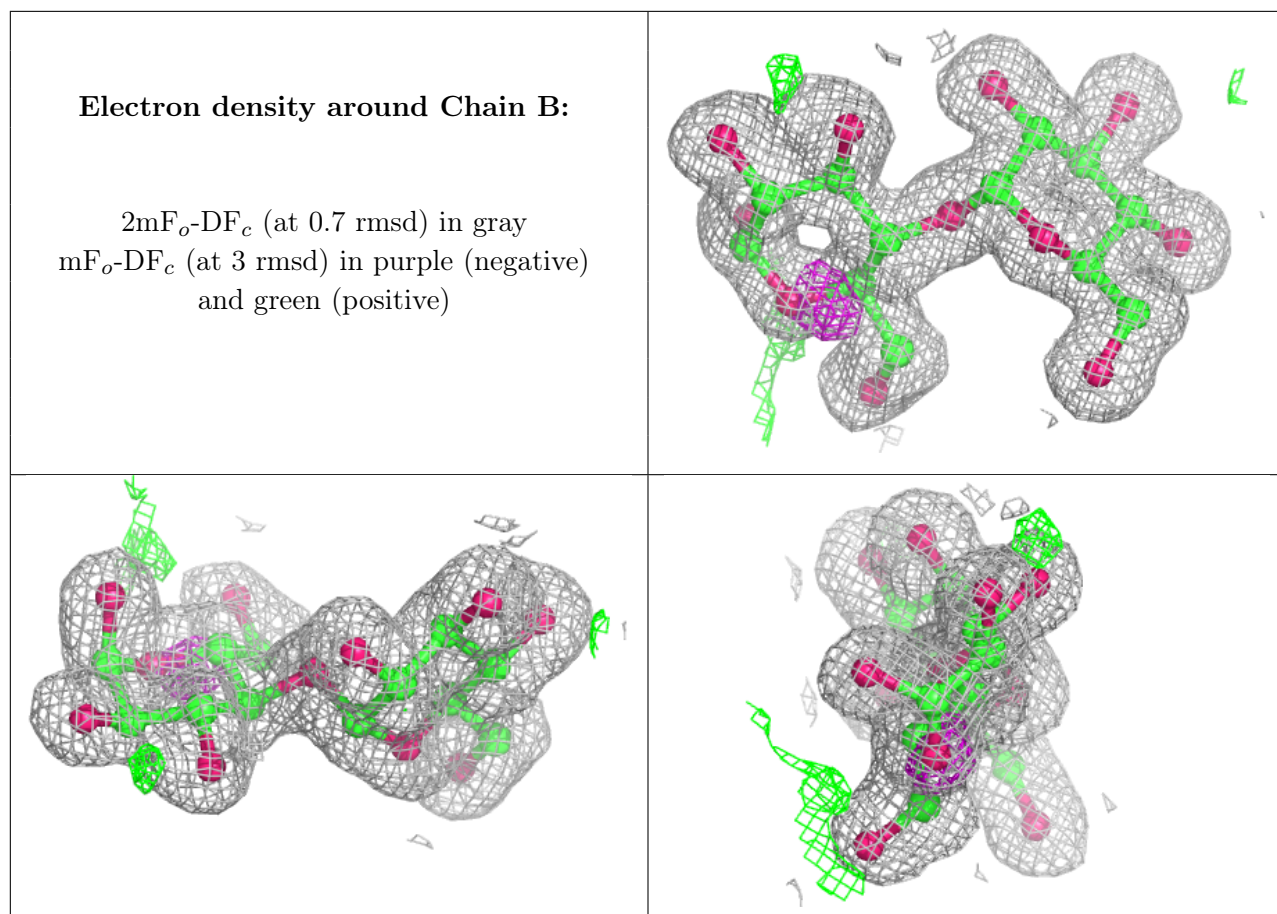 Electron density around Chain B:
2mFo-DFc (at 0.7 rmsd) in gray
mFo-DFc (at 3 rmsd) in purple (negative)
and green (positive)